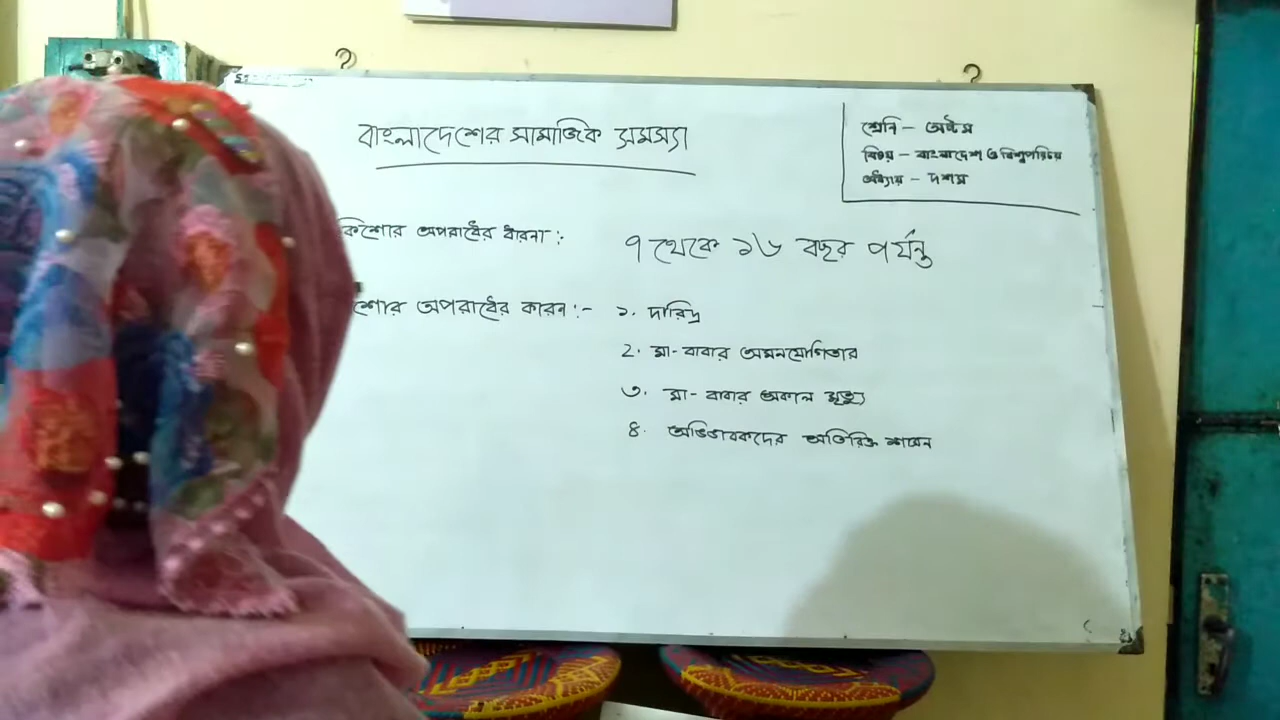 বাংলাদেশের সামাজিক সমস্যা
শ্রেনি - অষ্টম
বিষয় - বাংলাদেশ ও বিশ্বপরিচয়
অধ্যায় - দশম
কিশোর অপরাধের ধারনা :
৭ থেকে ১৬ বছর পর্যন্ত
শোর অপরাধের কারন :-
১. দারিদ্র
2. মা - বাবার অমনযোগিতার
৩. মা - বাবার অকাল মৃত্যু
৪. অভিভাবকদের অতিরিক্ত শাসন